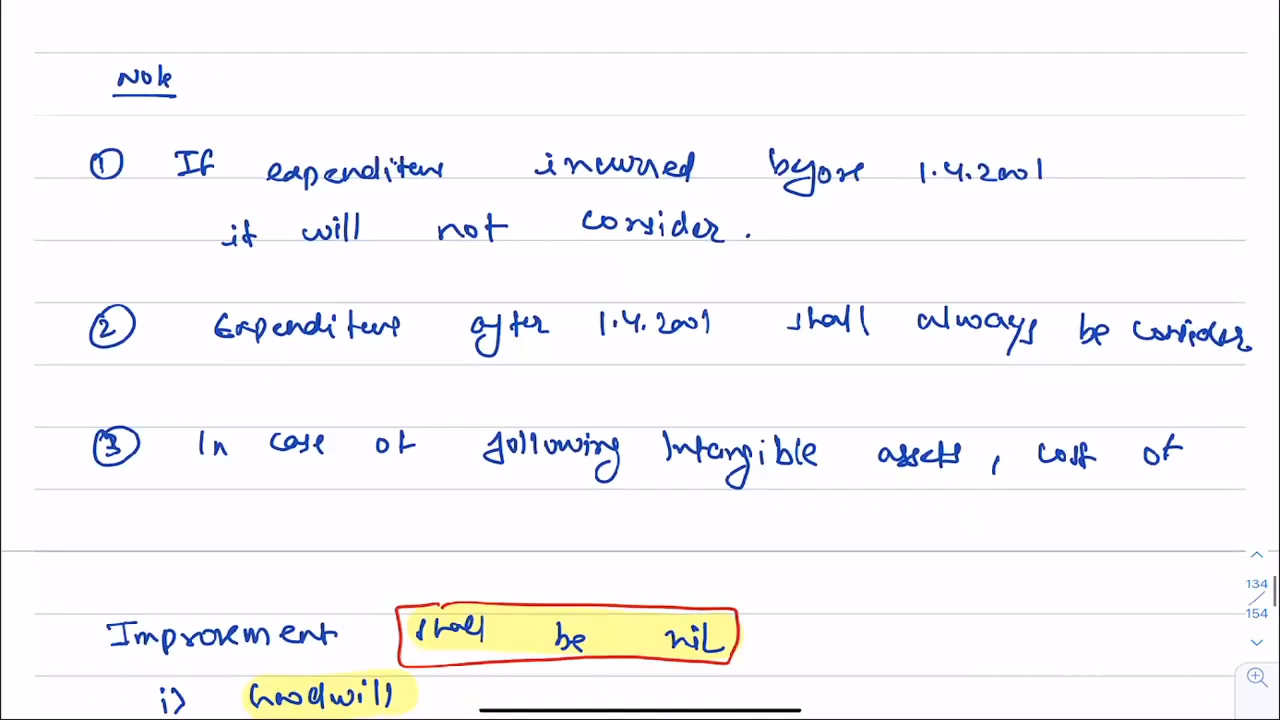 Note
① If expenditure incurred before 1.4.2001
it will not consider.
② Expenditure after 1.4.2001 shall always be consider
③ In case of following Intangible assets, cost of
Improvement shall be nil
i) Goodwill
134
154